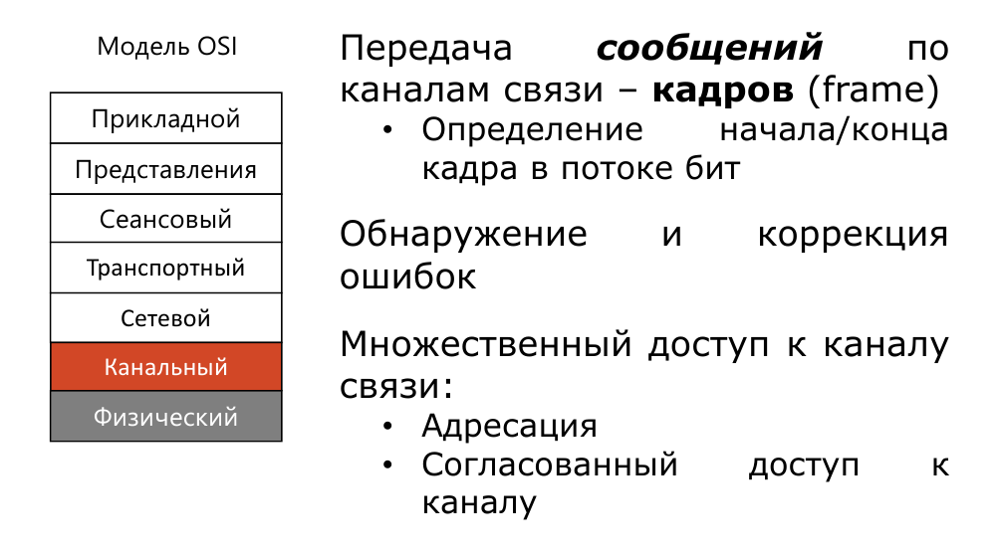 Модель OSI
Прикладной
Представления
Сеансовый
Транспортный
Сетевой
Канальный
Физический
Передача сообщений по
каналам связи – кадров (frame)
• Определение начала/конца
кадра в потоке бит
Обнаружение и коррекция
ошибок
Множественный доступ к каналу
связи:
• Адресация
• Согласованный доступ к
каналу